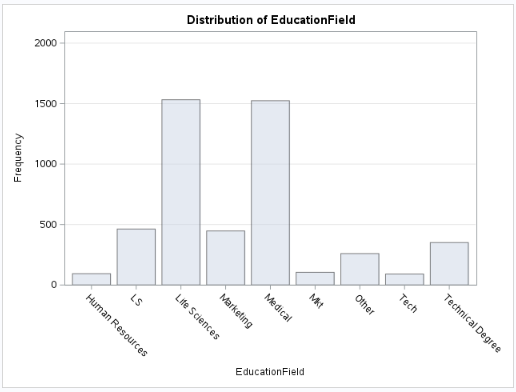 Distribution of EducationField
2000
1500
1000
500
0
Frequency
Human Resources
LS
Life Sciences
Marketing
Medical
Mkt
Other
Tech
Technical Degree
EducationField